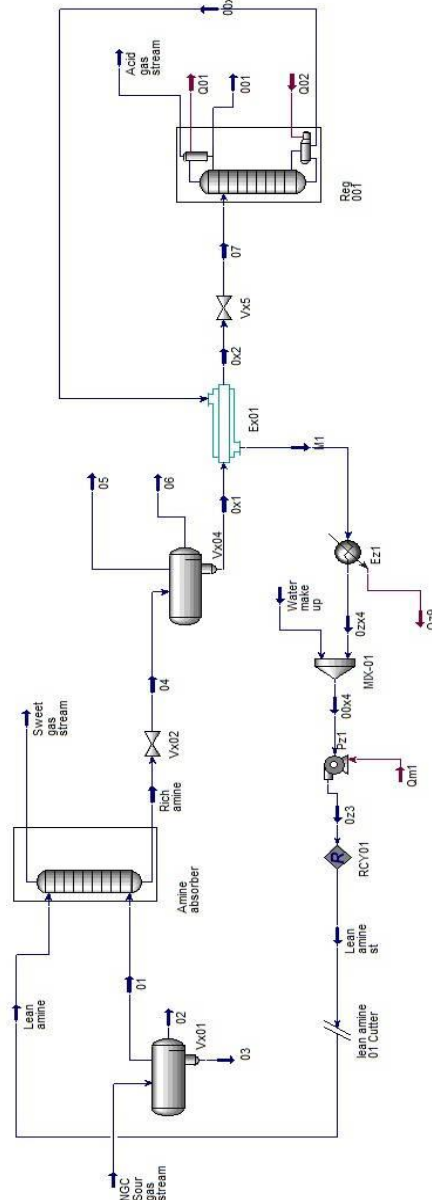 NGC
Sour
gas
stream
Lean
amine
01
02
03
Vx01
Sweet
gas
stream
Amine
absorber
Rich
amine
Vx02
04
05
06
Vx04
0x1
Ex01
0x2
Vx5
07
Acid
gas
stream
Q01
001
Q02
Reg
001
00x
M1
Ez1
Qz9
0zx4
Water
make
up
MIX-01
00x4
Pz1
Qm1
0z3
R
RCY01
Lean
amine
st
lean amine
01 Cutter